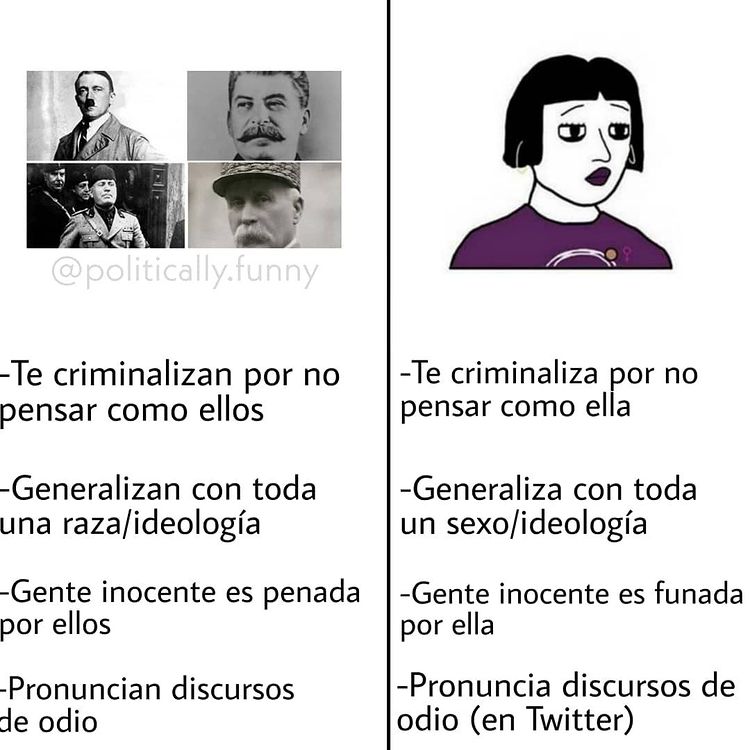 @politically.funny
-Te criminalizan por no
pensar como ellos
-Generalizan con toda
una raza/ideología
-Gente inocente es penada
por ellos
-Pronuncian discursos
de odio
-Te criminaliza por no
pensar como ella
-Generaliza con toda
un sexo/ideología
-Gente inocente es funada
por ella
-Pronuncia discursos de
odio (en Twitter)